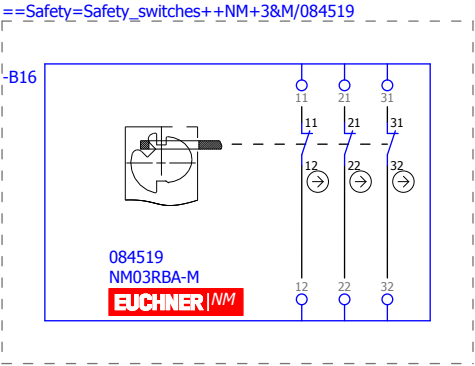 ==Safety=Safety_switches++NM+3&M/084519
-B16
11 21 31
11 21 31
12 22 32
084519
NM03RBA-M
EUCHNER NM
12 22 32